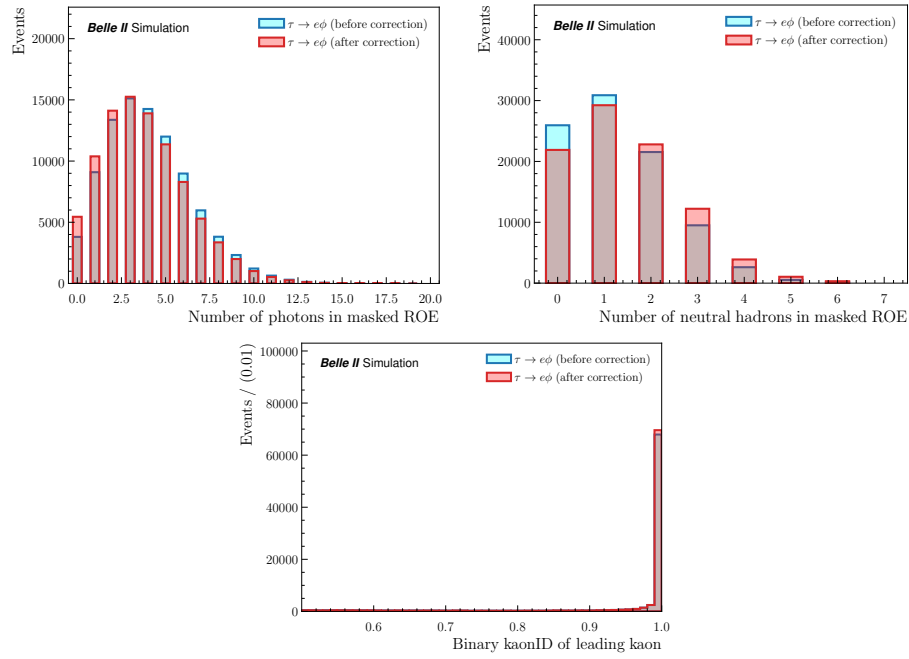 Events
Belle II Simulation
τ → eϕ (before correction)
τ → eϕ (after correction)
20000
15000
10000
5000
0
0.0 2.5 5.0 7.5 10.0 12.5 15.0 17.5 20.0
Number of photons in masked ROE
Events
Belle II Simulation
τ → eϕ (before correction)
τ → eϕ (after correction)
40000
30000
20000
10000
0
0 1 2 3 4 5 6 7
Number of neutral hadrons in masked ROE
Events / (0.01)
Belle II Simulation
τ → eϕ (before correction)
τ → eϕ (after correction)
100000
80000
60000
40000
20000
0
0.6 0.7 0.8 0.9 1.0
Binary kaonID of leading kaon